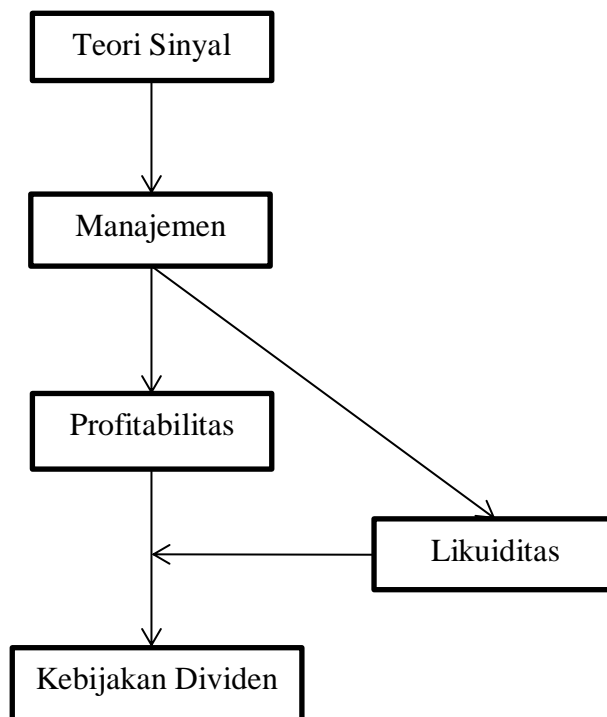 Teori Sinyal
Manajemen
Profitabilitas
Likuiditas
Kebijakan Dividen